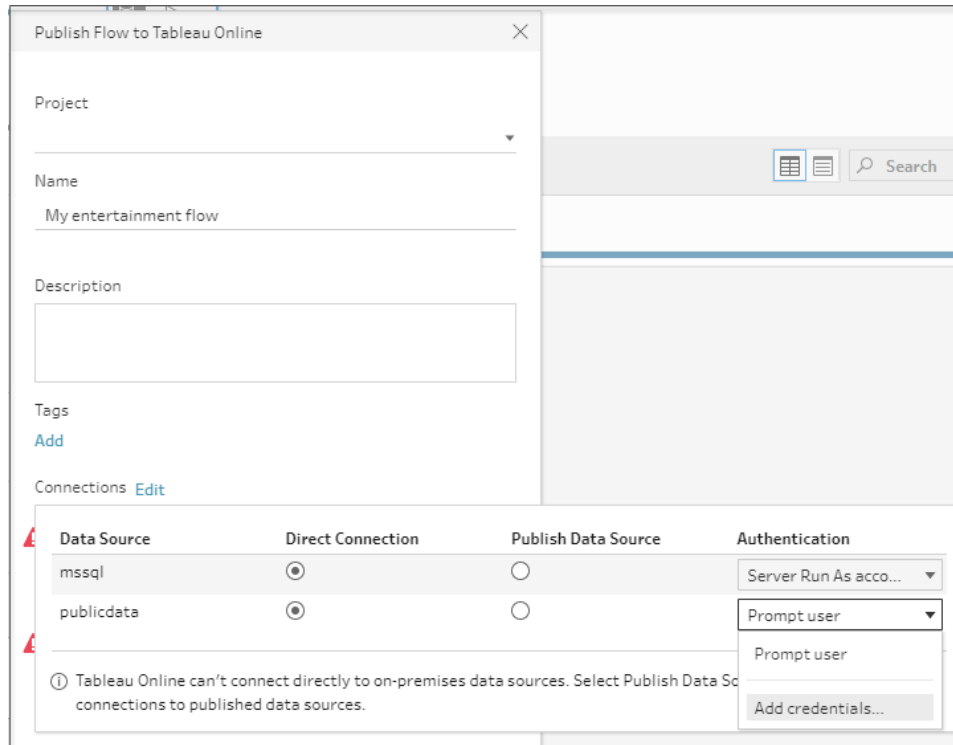 Publish Flow to Tableau Online
Project
Search
Name
My entertainment flow
Description
Tags
Add
Connections Edit
Data Source Direct Connection Publish Data Source Authentication
mssql Server Run As acco...
publicdata Prompt user
Prompt user
Tableau Online can't connect directly to on-premises data sources. Select Publish Data
connections to published data sources.
Add credentials...